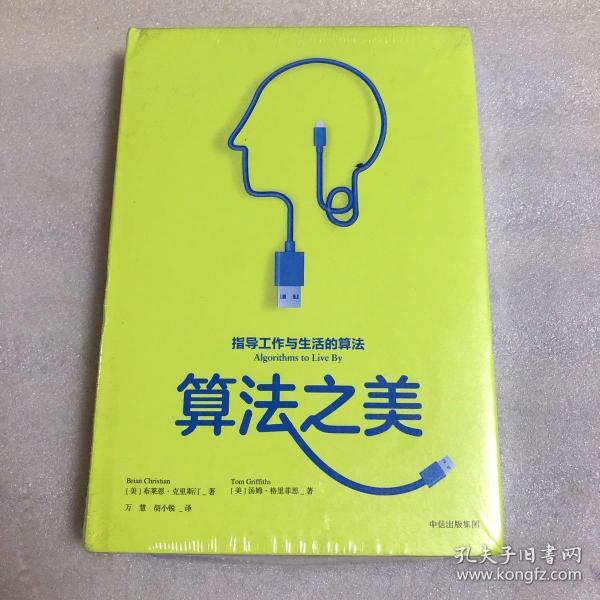 指导工作与生活的算法
Algorithms to Live By
算法之美
Brian Christian
[美]布莱恩·克里斯汀_著
Tom Griffiths
[美]汤姆·格里菲思_著
万 慧 胡小锐_译
中信出版集团
孔夫子旧书网
www.kongfz.com